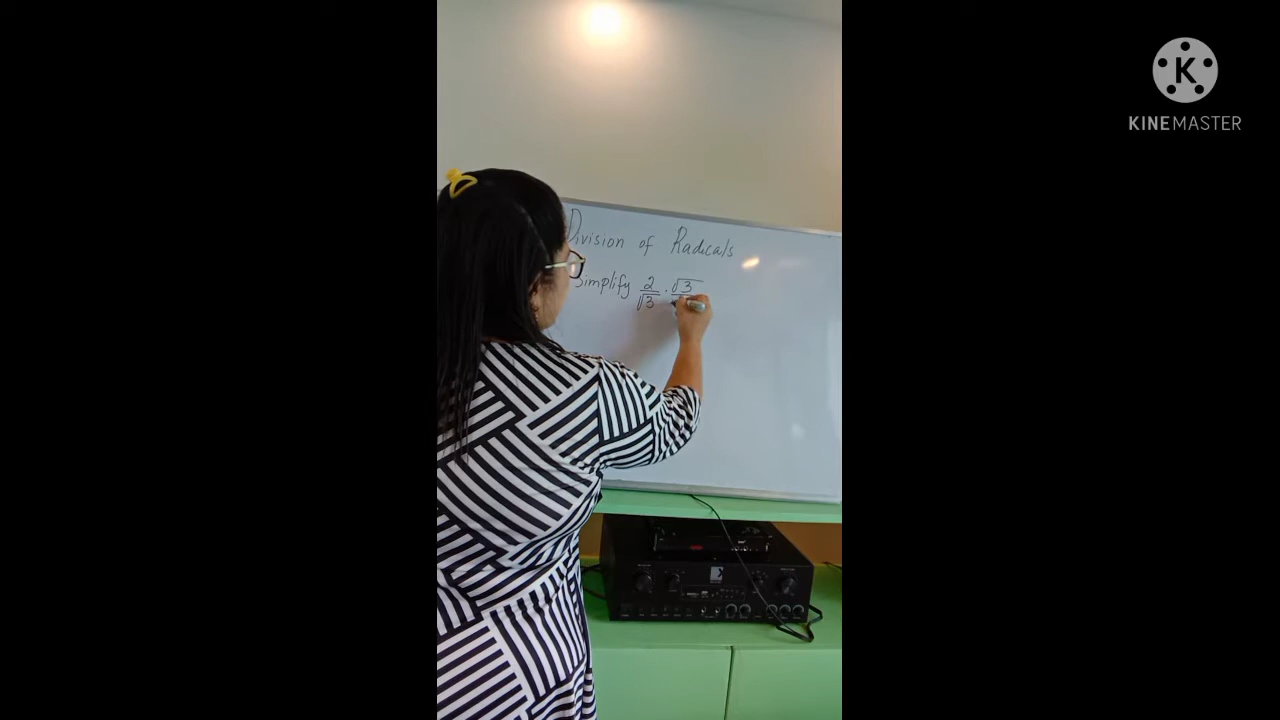 Division of Radicals
Simplify 2/√3 · √3
K
KINEMASTER